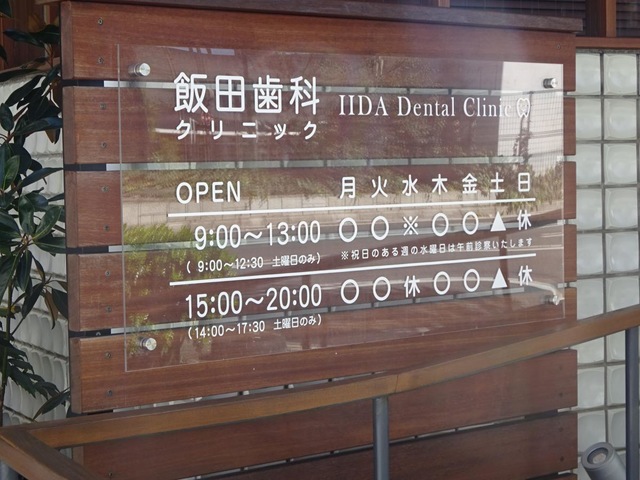 飯田歯科 IIDA Dental Clinic
クリニック
OPEN 月 火 水 木 金 土 日
9:00〜13:00 ○ ○ ※ ○ ○ ▲ 休
( 9:00〜12:30 土曜日のみ) ※祝日のある週の水曜日は午前診察いたします
15:00〜20:00 ○ ○ 休 ○ ○ ▲ 休
(14:00〜17:30 土曜日のみ)